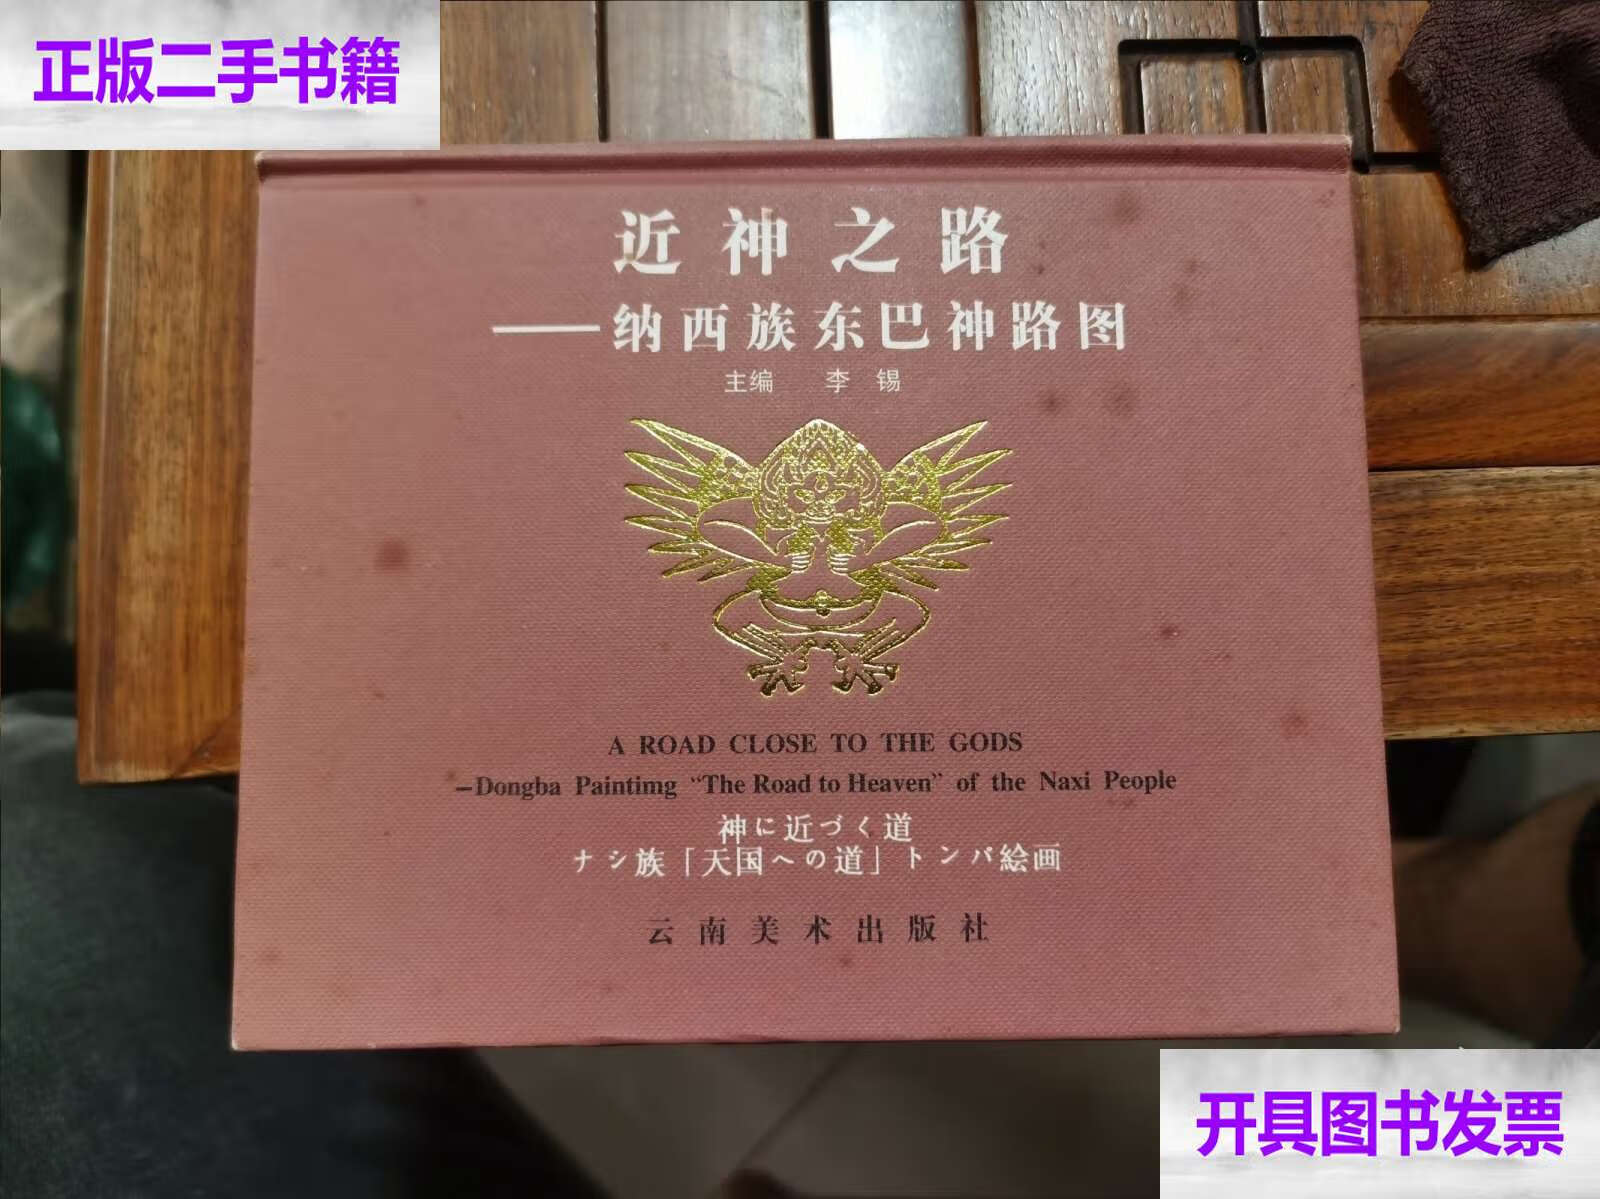 正版二手书籍
近神之路
——纳西族东巴神路图
主编 李锡
A ROAD CLOSE TO THE GODS
—Dongba Paintimg “The Road to Heaven” of the Naxi People
神に近づく道
ナシ族「天国への道」トンパ絵画
云南美术出版社
开具图书发票